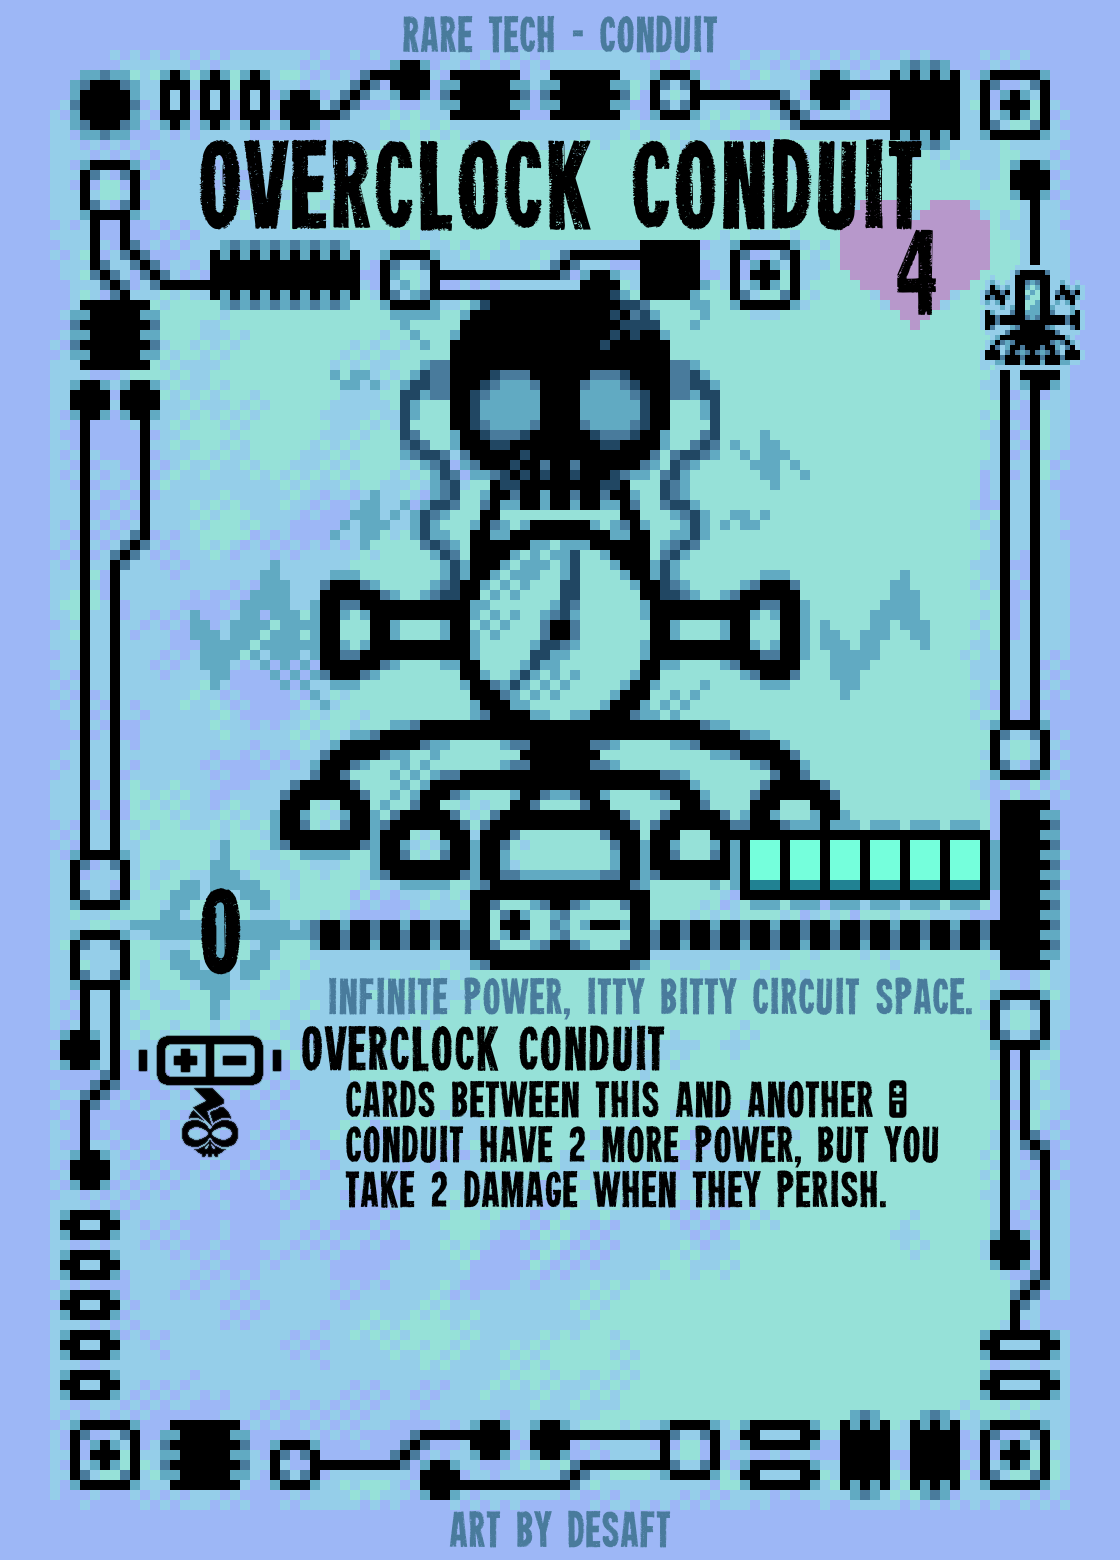 RARE TECH - CONDUIT
OVERCLOCK CONDUIT
4
0
INFINITE POWER, ITTY BITTY CIRCUIT SPACE.
OVERCLOCK CONDUIT
CARDS BETWEEN THIS AND ANOTHER
CONDUIT HAVE 2 MORE POWER, BUT YOU
TAKE 2 DAMAGE WHEN THEY PERISH.
ART BY DESAFT